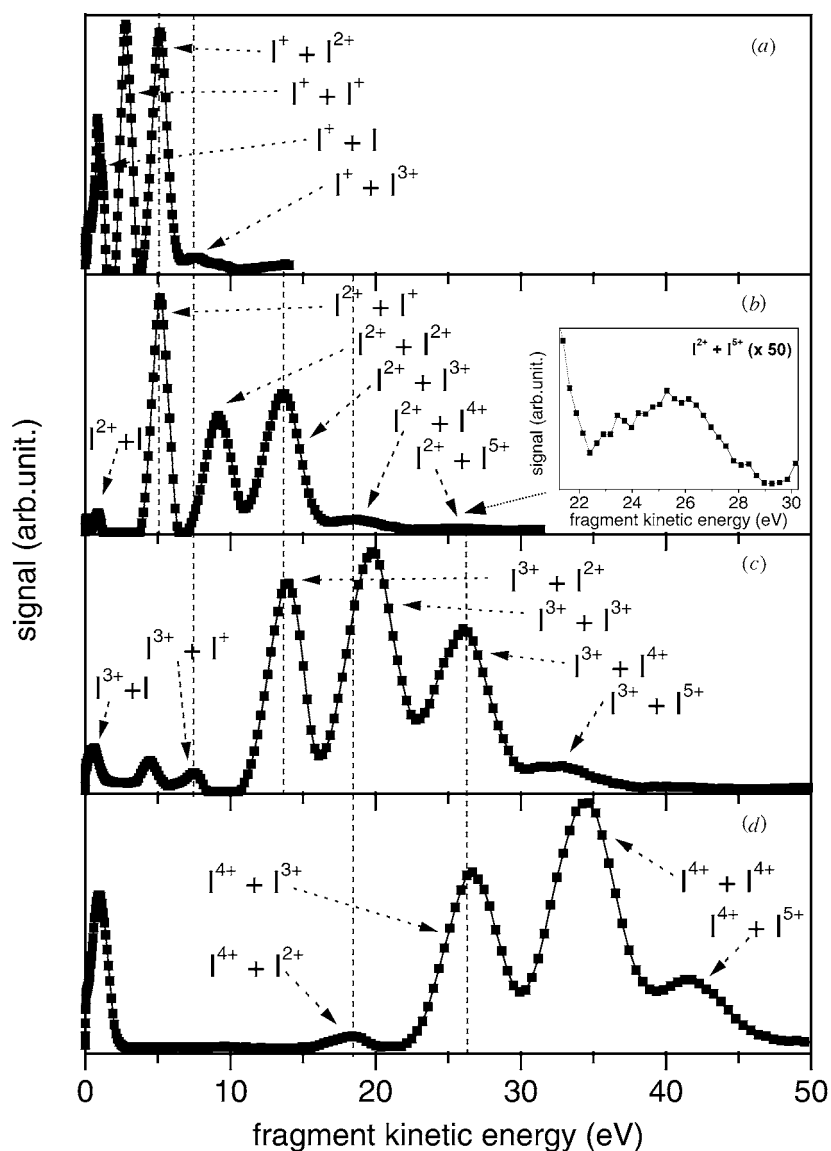 (a)
I⁺ + I²⁺
I⁺ + I⁺
I⁺ + I
I⁺ + I³⁺
(b)
I²⁺ + I⁺
I²⁺ + I²⁺
I²⁺ + I³⁺
I²⁺ + I⁴⁺
I²⁺ + I⁵⁺
I²⁺ + I
I²⁺ + I⁵⁺ (x 50)
signal (arb.unit.)
22 24 26 28 30
fragment kinetic energy (eV)
(c)
I³⁺ + I²⁺
I³⁺ + I³⁺
I³⁺ + I⁴⁺
I³⁺ + I⁵⁺
I³⁺ + I⁺
I³⁺ + I
(d)
I⁴⁺ + I³⁺
I⁴⁺ + I²⁺
I⁴⁺ + I⁴⁺
I⁴⁺ + I⁵⁺
signal (arb.unit.)
0 10 20 30 40 50
fragment kinetic energy (eV)